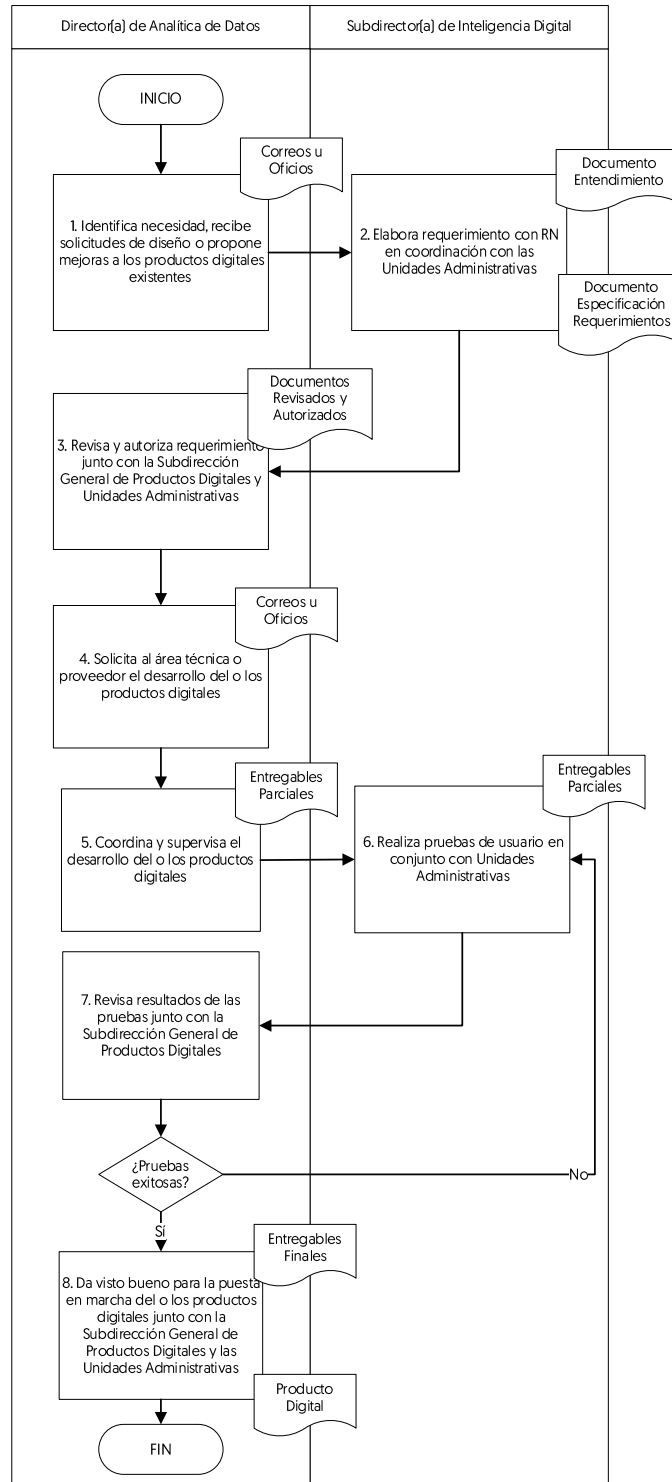 Director(a) de Analítica de Datos
Subdirector(a) de Inteligencia Digital
INICIO
Correos u
Oficios
1. Identifica necesidad, recibe
solicitudes de diseño o propone
mejoras a los productos digitales
existentes
Documento
Entendimiento
2. Elabora requerimiento con RN
en coordinación con las
Unidades Administrativas
Documento
Especificación
Requerimientos
Documentos
Revisados y
Autorizados
3. Revisa y autoriza requerimiento
junto con la Subdirección
General de Productos Digitales y
Unidades Administrativas
Correos u
Oficios
4. Solicita al área técnica o
proveedor el desarrollo del o los
productos digitales
Entregables
Parciales
5. Coordina y supervisa el
desarrollo del o los productos
digitales
Entregables
Parciales
6. Realiza pruebas de usuario en
conjunto con Unidades
Administrativas
7. Revisa resultados de las
pruebas junto con la
Subdirección General de
Productos Digitales
¿Pruebas
exitosas?
No
Sí
Entregables
Finales
8. Da visto bueno para la puesta
en marcha del o los productos
digitales junto con la
Subdirección General de
Productos Digitales y las
Unidades Administrativas
Producto
Digital
FIN